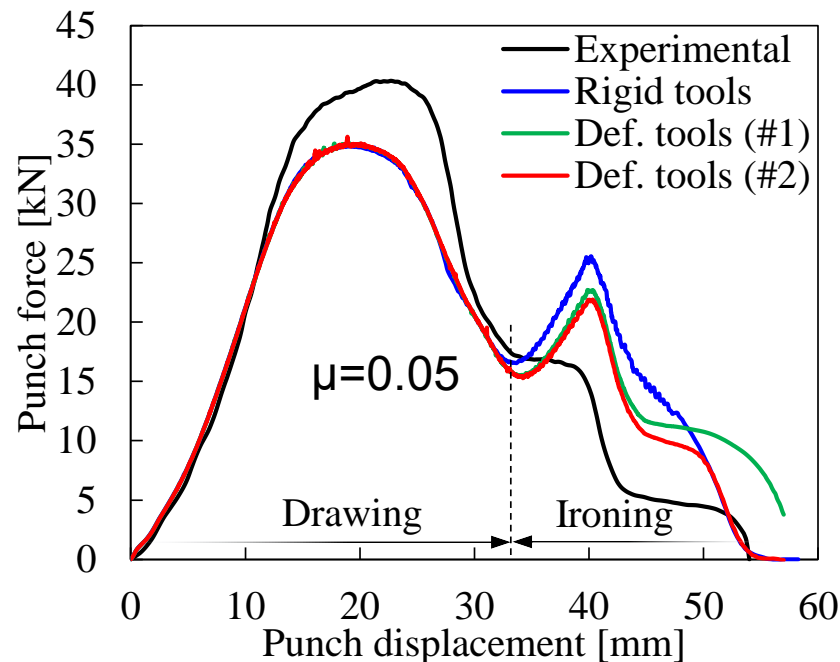 45
40
35
30
25
20
15
10
5
0
Punch force [kN]
Experimental
Rigid tools
Def. tools (#1)
Def. tools (#2)
μ=0.05
Drawing
Ironing
0 10 20 30 40 50 60
Punch displacement [mm]